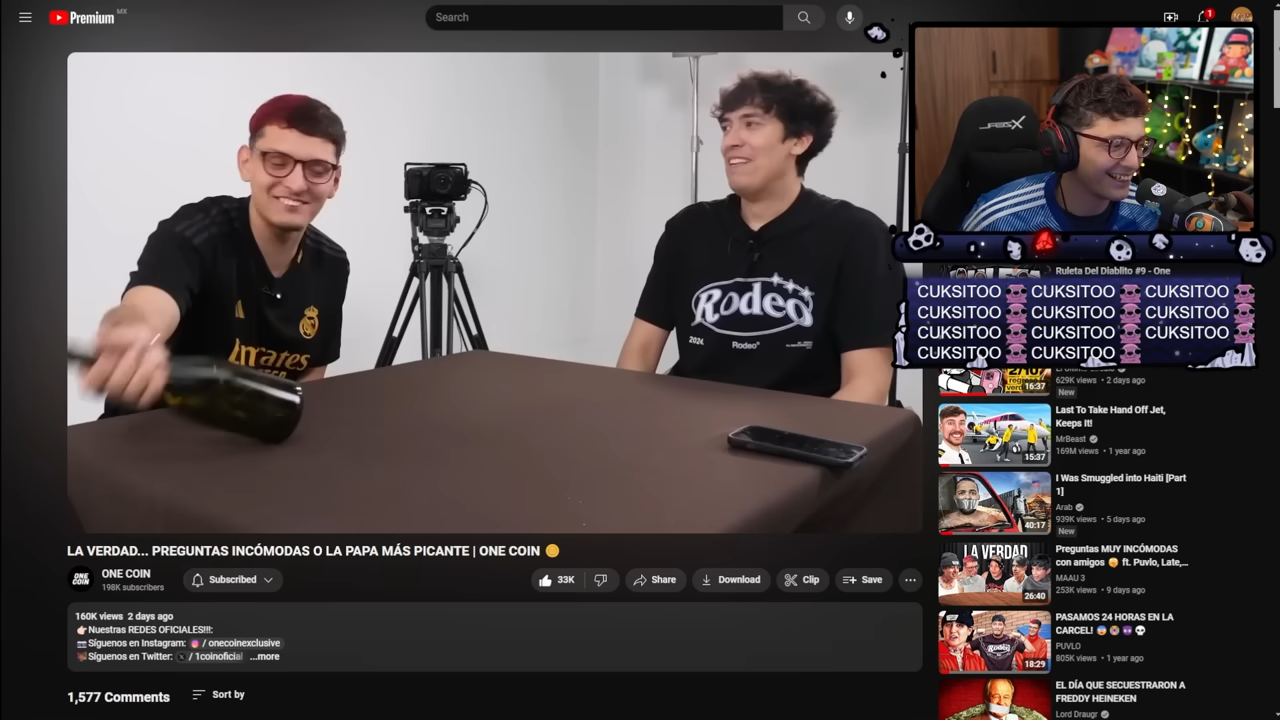 Premium MX
Search
1
Rodeo
2024
Rodeo
Emirates
Ruleta Del Diablito #9 - One
CUKSITOO CUKSITOO CUKSITOO
CUKSITOO CUKSITOO CUKSITOO
CUKSITOO CUKSITOO CUKSITOO
CUKSITOO CUKSITOO
629K views • 2 days ago
New
16:37
Last To Take Hand Off Jet,
Keeps It!
MrBeast
169M views • 1 year ago
15:37
I Was Smuggled into Haiti [Part
1]
Arab
939K views • 5 days ago
New
40:17
LA VERDAD
Preguntas MUY INCÓMODAS
con amigos 😳 ft. Puvlo, Late,...
MAAU 3
253K views • 9 days ago
26:40
PASAMOS 24 HORAS EN LA
CARCEL!
PUVLO
805K views • 1 year ago
18:29
EL DÍA QUE SECUESTRARON A
FREDDY HEINEKEN
Lord Draugr
LA VERDAD... PREGUNTAS INCÓMODAS O LA PAPA MÁS PICANTE | ONE COIN 🪙
ONE COIN
ONE COIN
198K subscribers
Subscribed
33K
Share
Download
Clip
Save
160K views 2 days ago
👉🏻Nuestras REDES OFICIALES!!!:
📷Síguenos en Instagram: / onecoinexclusive
Síguenos en Twitter: / 1coinoficial ...more
1,577 Comments
Sort by